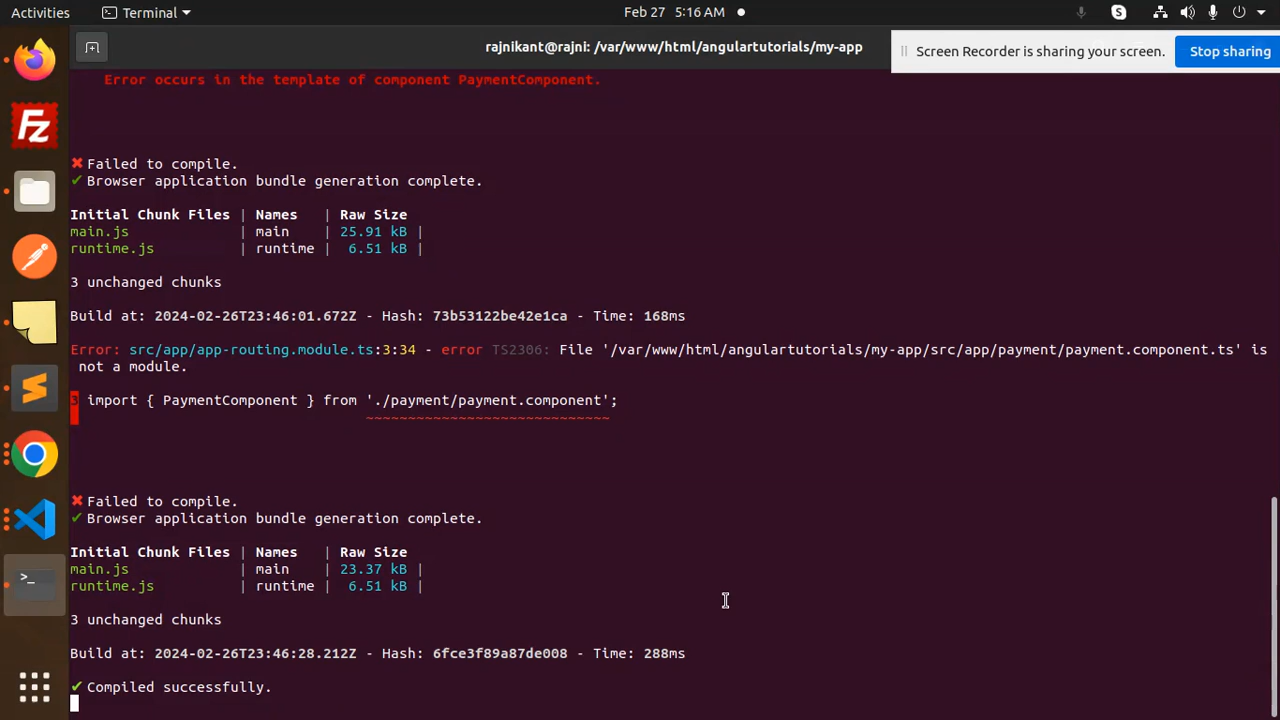 Activities
Terminal
Feb 27 5:16 AM
rajnikant@rajni: /var/www/html/angulartutorials/my-app
Screen Recorder is sharing your screen.
Stop sharing
Error occurs in the template of component PaymentComponent.
✖ Failed to compile.
✔ Browser application bundle generation complete.
Initial Chunk Files | Names | Raw Size
main.js | main | 25.91 kB |
runtime.js | runtime | 6.51 kB |
3 unchanged chunks
Build at: 2024-02-26T23:46:01.672Z - Hash: 73b53122be42e1ca - Time: 168ms
Error: src/app/app-routing.module.ts:3:34 - error TS2306: File '/var/www/html/angulartutorials/my-app/src/app/payment/payment.component.ts' is
not a module.
3 import { PaymentComponent } from './payment/payment.component';
~~~~~~~~~~~~~~~~~~~~~~~~~~~~~
✖ Failed to compile.
✔ Browser application bundle generation complete.
Initial Chunk Files | Names | Raw Size
main.js | main | 23.37 kB |
runtime.js | runtime | 6.51 kB |
3 unchanged chunks
Build at: 2024-02-26T23:46:28.212Z - Hash: 6fce3f89a87de008 - Time: 288ms
✔ Compiled successfully.
Fz
>_
S